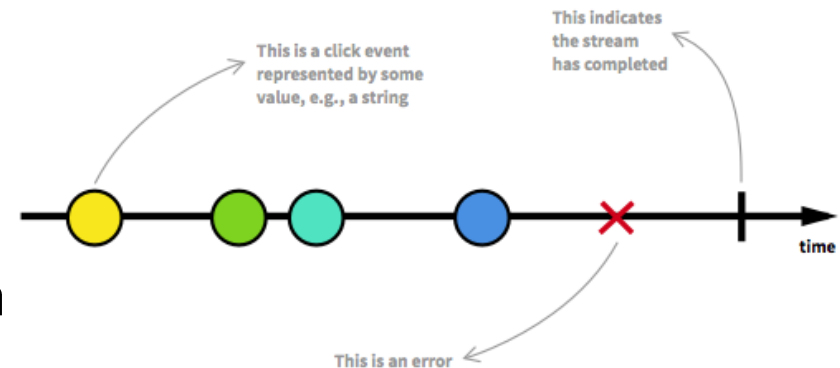 This indicates
the stream
has completed
This is a click event
represented by some
value, e.g., a string
time
This is an error